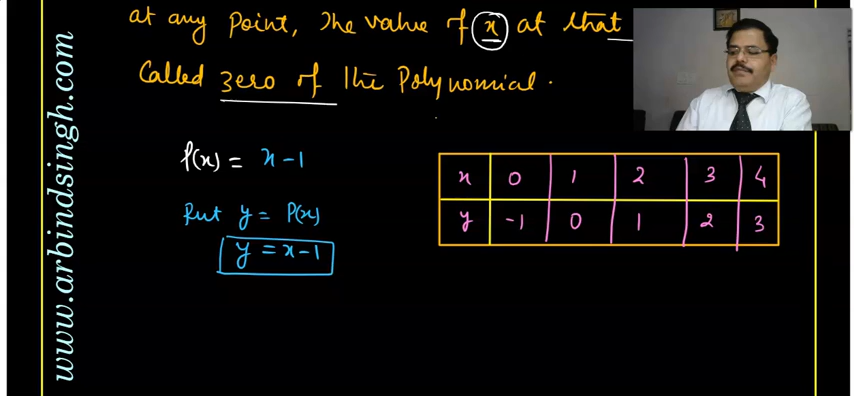 at any Point, The value of x at that
Called zero of The Polynomial.
P(x) = x-1
Put y = P(x)
y = x-1
x 0 1 2 3 4
y -1 0 1 2 3
www.arbindsingh.com